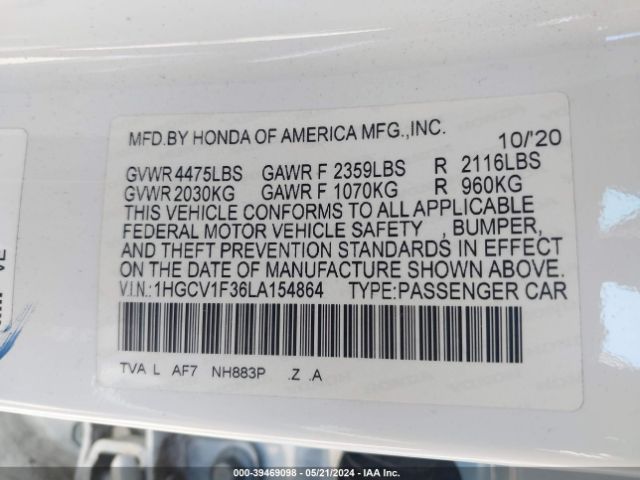 MFD.BY HONDA OF AMERICA MFG.,INC. 10/'20
GVWR 4475LBS GAWR F 2359LBS R 2116LBS
GVWR 2030KG GAWR F 1070KG R 960KG
THIS VEHICLE CONFORMS TO ALL APPLICABLE
FEDERAL MOTOR VEHICLE SAFETY , BUMPER,
AND THEFT PREVENTION STANDARDS IN EFFECT
ON THE DATE OF MANUFACTURE SHOWN ABOVE.
V.I.N.:1HGCV1F36LA154864 TYPE:PASSENGER CAR
TVA L AF7 NH883P .Z .A
VE
000-39469098 - 05/21/2024 - IAA Inc.